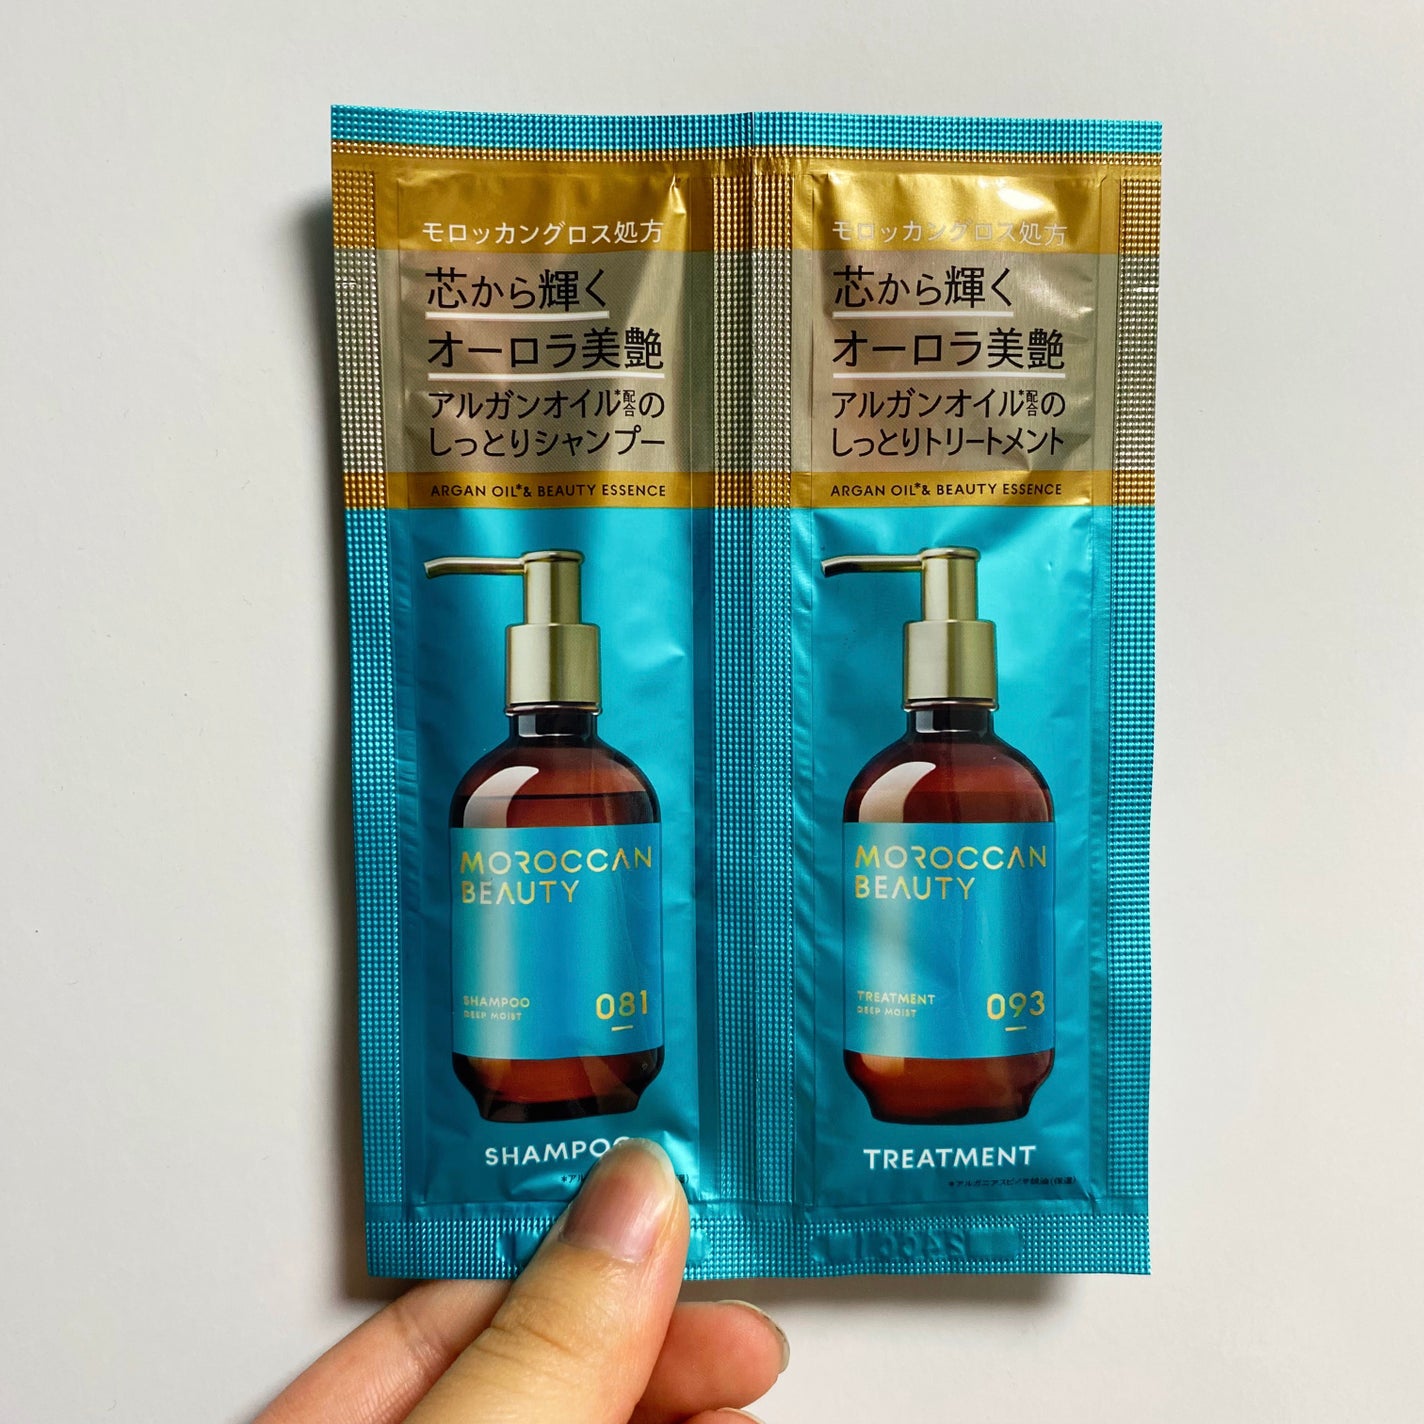 モロッカングロス処方
芯から輝く
オーロラ美艶
アルガンオイル*配合の
しっとりシャンプー
ARGAN OIL*& BEAUTY ESSENCE
MOROCCAN
BEAUTY
SHAMPOO
DEEP MOIST
081
SHAMPOO
モロッカングロス処方
芯から輝く
オーロラ美艶
アルガンオイル*配合の
しっとりトリートメント
ARGAN OIL*& BEAUTY ESSENCE
MOROCCAN
BEAUTY
TREATMENT
DEEP MOIST
093
TREATMENT
*アルガニアスピノサ核油(保湿)